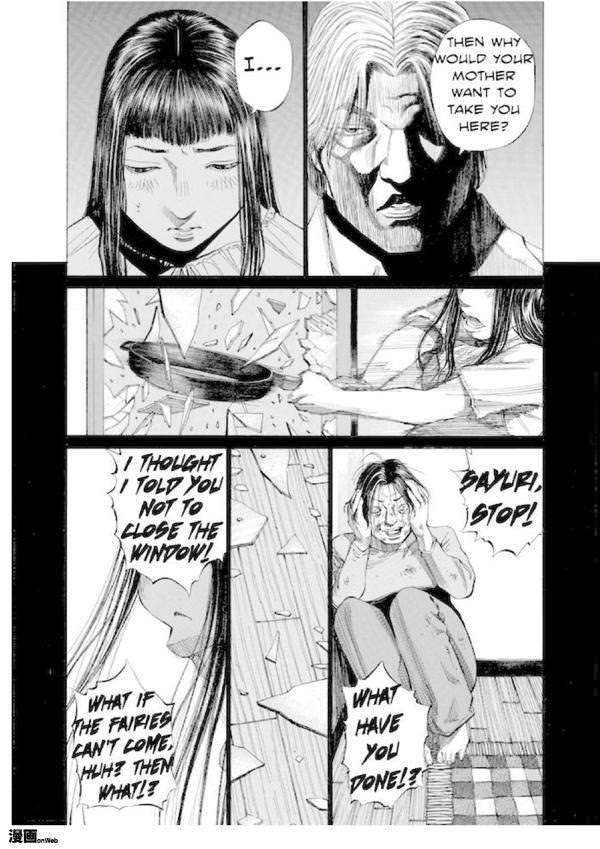 THEN WHY
WOULD YOUR
MOTHER
WANT TO
TAKE YOU
HERE?
I...
SAYURI,
STOP!
WHAT
HAVE
YOU
DONE!?
I THOUGHT
I TOLD YOU
NOT TO
CLOSE THE
WINDOW!
WHAT IF
THE FAIRIES
CAN'T COME,
HUH? THEN
WHAT!?
漫画onWeb